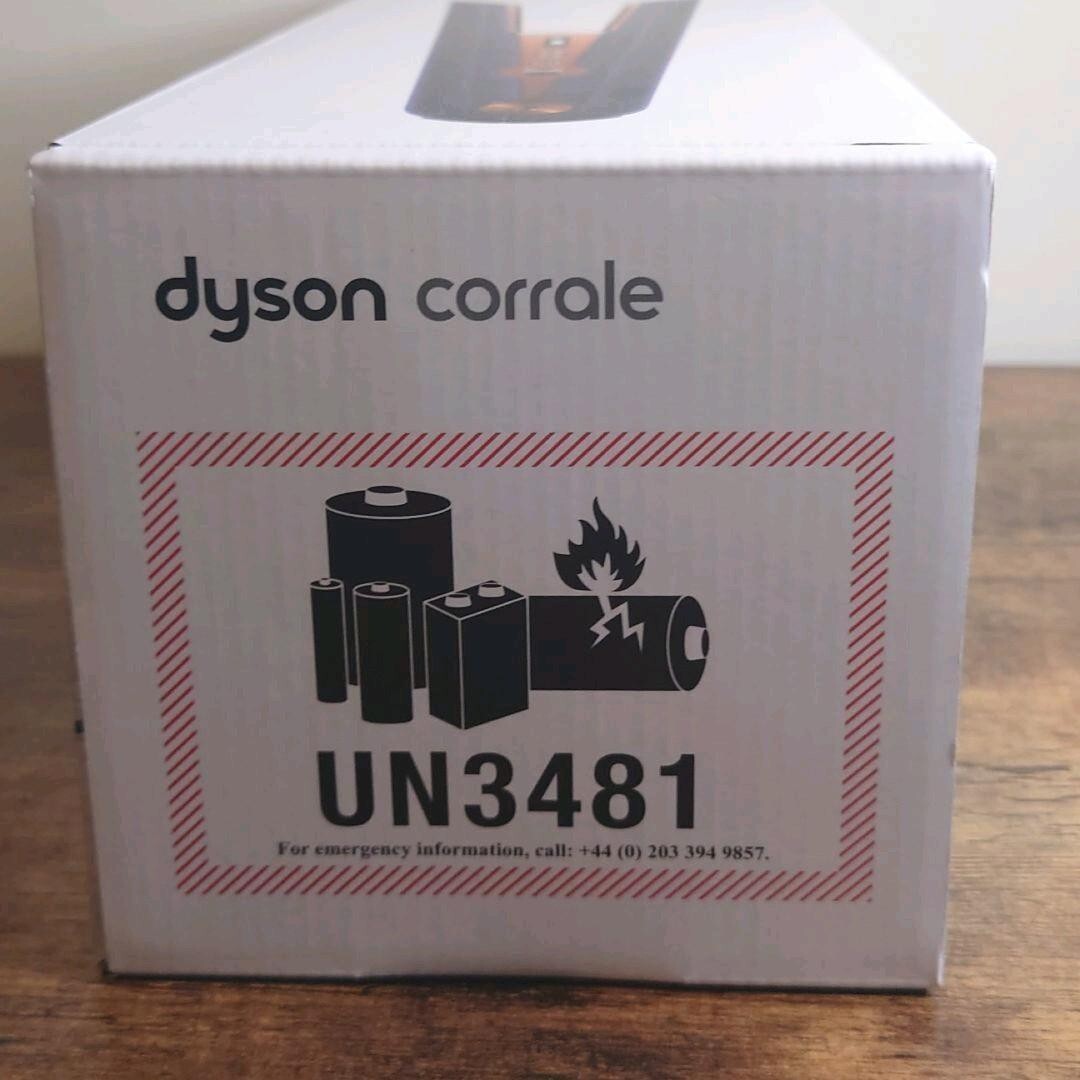 dyson corrale
UN3481
For emergency information, call: +44 (0) 203 394 9857.